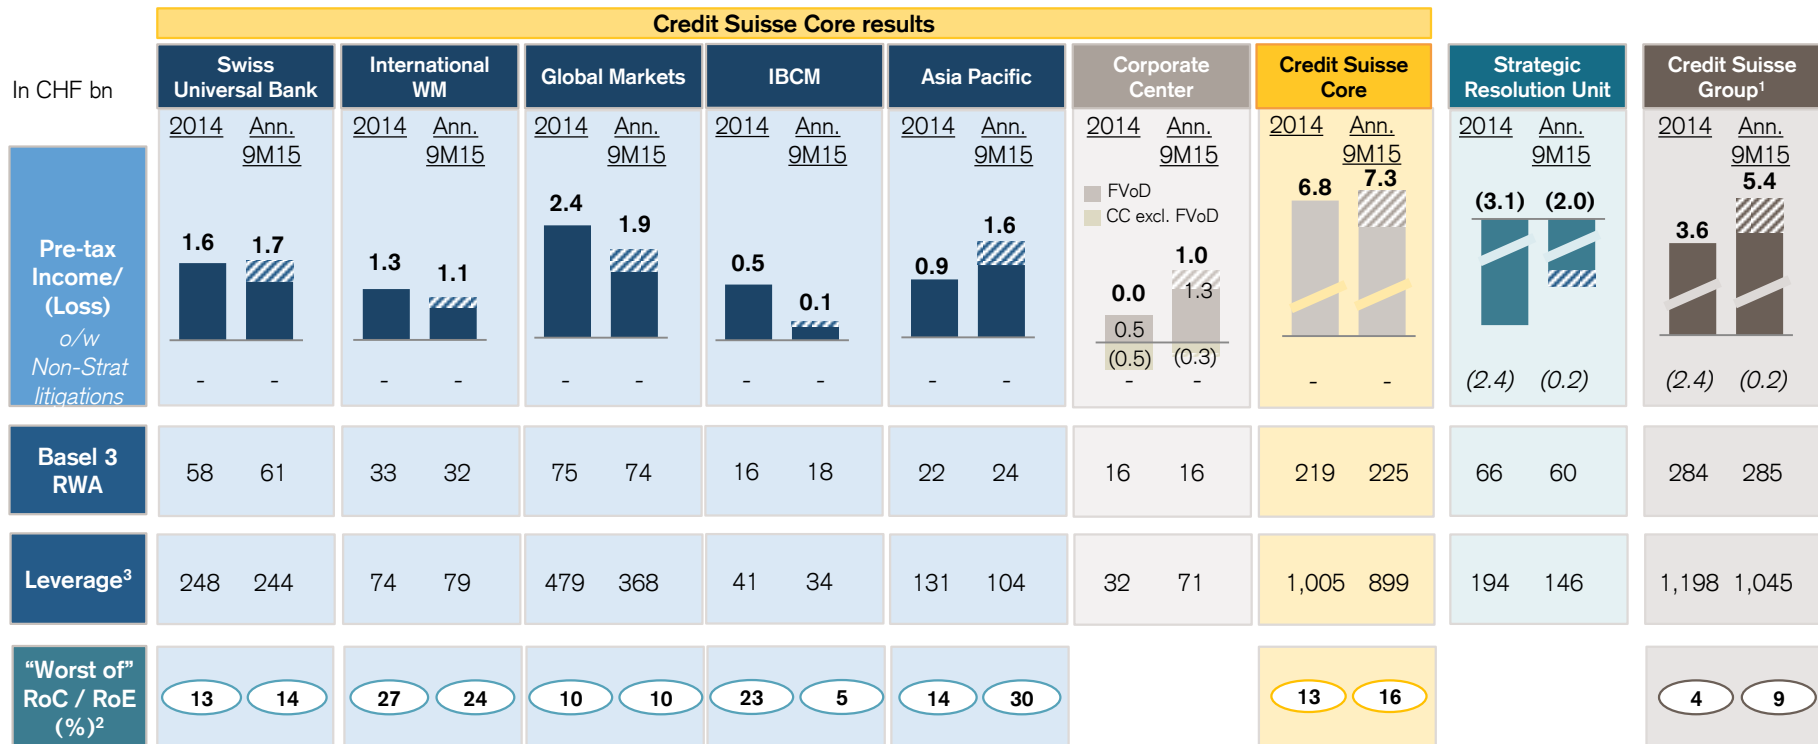 Credit Suisse Core results
In CHF bn
Swiss
Universal Bank
International
WM
Global Markets
IBCM
Asia Pacific
Corporate
Center
Credit Suisse
Core
Strategic
Resolution Unit
Credit Suisse
Group1
2014 Ann. 9M15
2014 Ann. 9M15
2014 Ann. 9M15
2014 Ann. 9M15
2014 Ann. 9M15
2014 Ann. 9M15
2014 Ann. 9M15
2014 Ann. 9M15
2014 Ann. 9M15
Pre-tax
Income/
(Loss)
o/w
Non-Strat
litigations
1.6 1.7
1.3 1.1
2.4 1.9
0.5 0.1
0.9 1.6
FVoD
CC excl. FVoD
0.0 1.0
0.5 1.3
(0.5) (0.3)
6.8 7.3
(3.1) (2.0)
3.6 5.4
- - - - - - - - - - - - - - (2.4) (0.2) (2.4) (0.2)
Basel 3
RWA
58 61 33 32 75 74 16 18 22 24 16 16 219 225 66 60 284 285
Leverage3
248 244 74 79 479 368 41 34 131 104 32 71 1,005 899 194 146 1,198 1,045
“Worst of”
RoC / RoE
(%)2
13 14 27 24 10 10 23 5 14 30 13 16 4 9